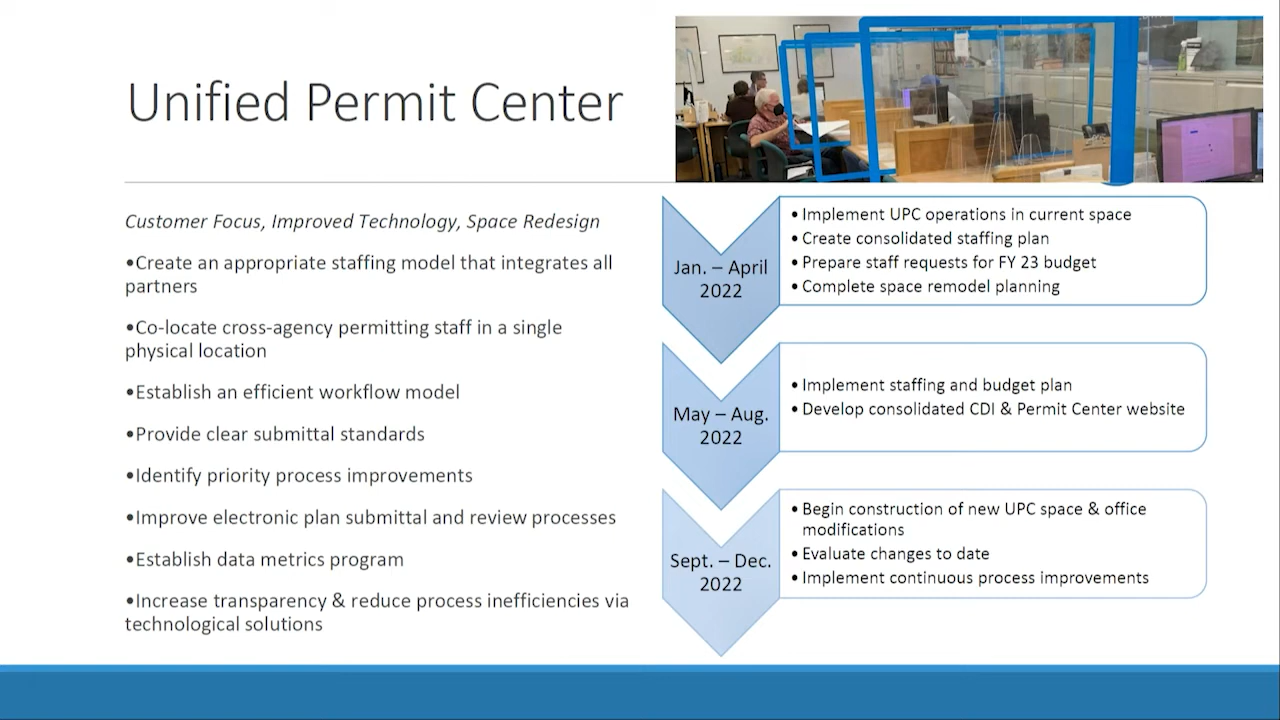 Unified Permit Center
Customer Focus, Improved Technology, Space Redesign
•Create an appropriate staffing model that integrates all
partners
•Co-locate cross-agency permitting staff in a single
physical location
•Establish an efficient workflow model
•Provide clear submittal standards
•Identify priority process improvements
•Improve electronic plan submittal and review processes
•Establish data metrics program
•Increase transparency & reduce process inefficiencies via
technological solutions
Jan. – April
2022
• Implement UPC operations in current space
• Create consolidated staffing plan
• Prepare staff requests for FY 23 budget
• Complete space remodel planning
May – Aug.
2022
• Implement staffing and budget plan
• Develop consolidated CDI & Permit Center website
Sept. – Dec.
2022
• Begin construction of new UPC space & office
modifications
• Evaluate changes to date
• Implement continuous process improvements